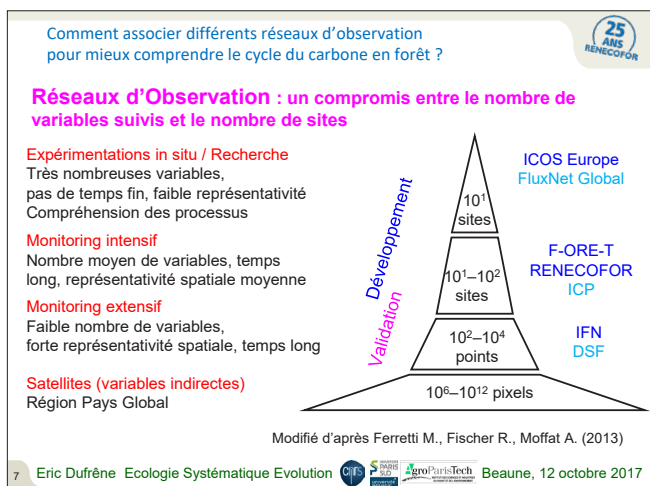 Comment associer différents réseaux d'observation
pour mieux comprendre le cycle du carbone en forêt ?
25
ANS
RENECOFOR
Réseaux d'Observation : un compromis entre le nombre de
variables suivis et le nombre de sites
Expérimentations in situ / Recherche
Très nombreuses variables,
pas de temps fin, faible représentativité
Compréhension des processus
Monitoring intensif
Nombre moyen de variables, temps
long, représentativité spatiale moyenne
Monitoring extensif
Faible nombre de variables,
forte représentativité spatiale, temps long
Satellites (variables indirectes)
Région Pays Global
Développement
Validation
10¹
sites
10¹–10²
sites
10²–10⁴
points
10⁶–10¹² pixels
ICOS Europe
FluxNet Global
F-ORE-T
RENECOFOR
ICP
IFN
DSF
Modifié d'après Ferretti M., Fischer R., Moffat A. (2013)
7 Eric Dufrêne Ecologie Systématique Evolution cnrs UNIVERSITÉ PARIS SUD AgroParisTech Beaune, 12 octobre 2017